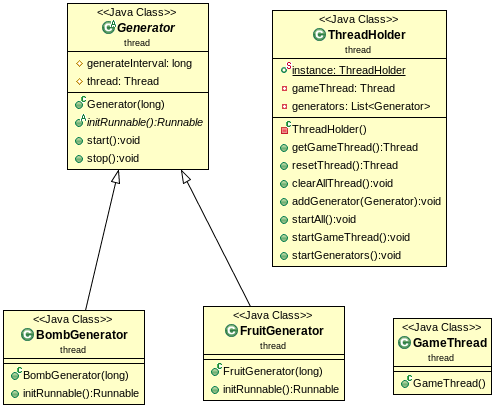 <<Java Class>>
Generator
thread
generateInterval: long
thread: Thread
Generator(long)
initRunnable():Runnable
start():void
stop():void
<<Java Class>>
ThreadHolder
thread
instance: ThreadHolder
gameThread: Thread
generators: List<Generator>
ThreadHolder()
getGameThread():Thread
resetThread():Thread
clearAllThread():void
addGenerator(Generator):void
startAll():void
startGameThread():void
startGenerators():void
<<Java Class>>
BombGenerator
thread
BombGenerator(long)
initRunnable():Runnable
<<Java Class>>
FruitGenerator
thread
FruitGenerator(long)
initRunnable():Runnable
<<Java Class>>
GameThread
thread
GameThread()